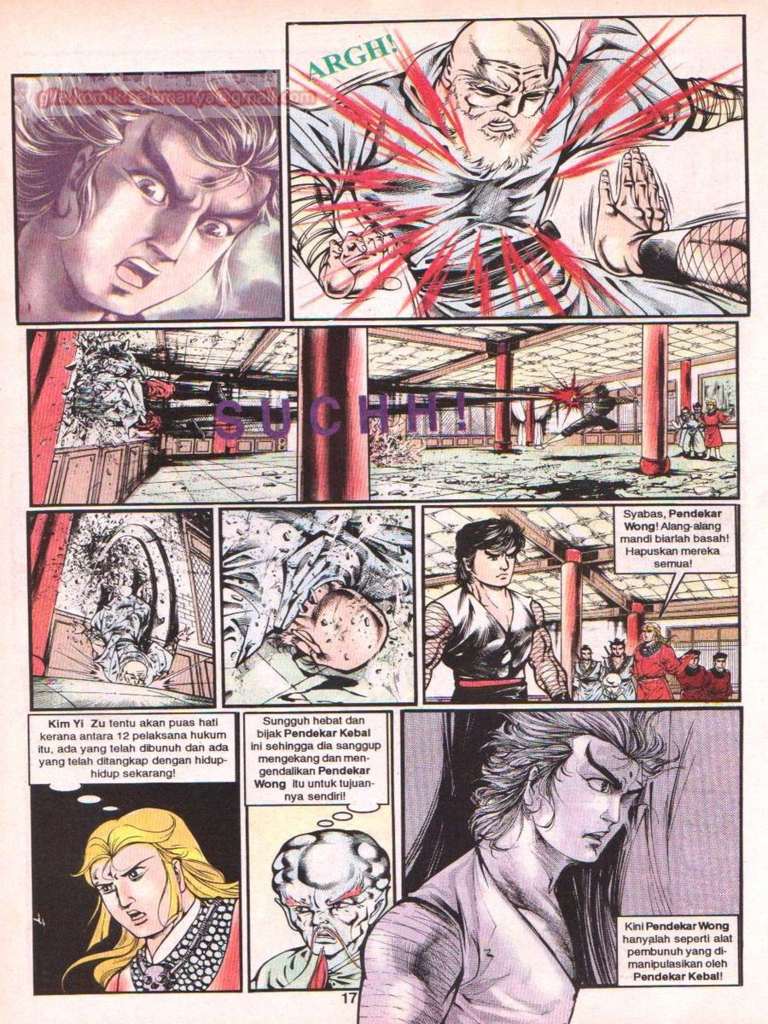 ARGH!
SUCHH!
Syabas, Pendekar
Wong! Alang-alang
mandi biarlah basah!
Hapuskan mereka
semua!
Kim Yi Zu tentu akan puas hati
kerana antara 12 pelaksana hukum
itu, ada yang telah dibunuh dan ada
yang telah ditangkap dengan hidup-
hidup sekarang!
Sungguh hebat dan
bijak Pendekar Kebal
ini sehingga dia sanggup
mengekang dan men-
gendalikan Pendekar
Wong itu untuk tujuan-
nya sendiri!
Kini Pendekar Wong
hanyalah seperti alat
pembunuh yang di-
manipulasikan oleh
Pendekar Kebal!
17